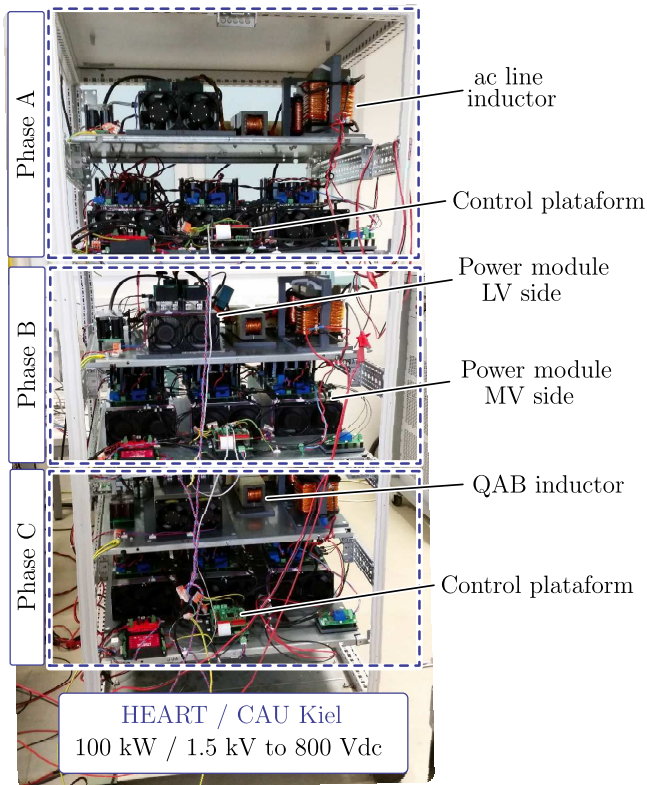 Phase A
ac line
inductor
Control plataform
Phase B
Power module
LV side
Power module
MV side
Phase C
QAB inductor
Control plataform
HEART / CAU Kiel
100 kW / 1.5 kV to 800 Vdc